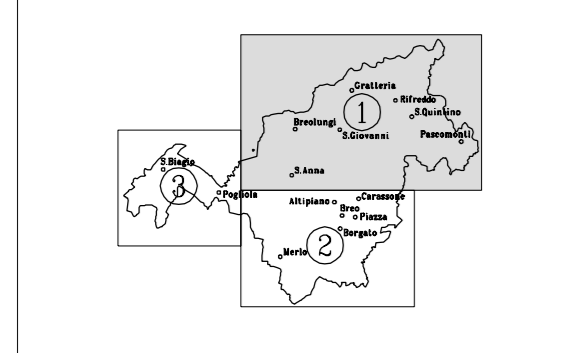 Gratteria
Rifreddo
1
S.Quintino
Breolungi
S.Giovanni
Pascomonti
S.Biagio
S.Anna
3
Pogliola
Carassone
Altipiano
Breo
Piazza
Borgato
2
Merlo